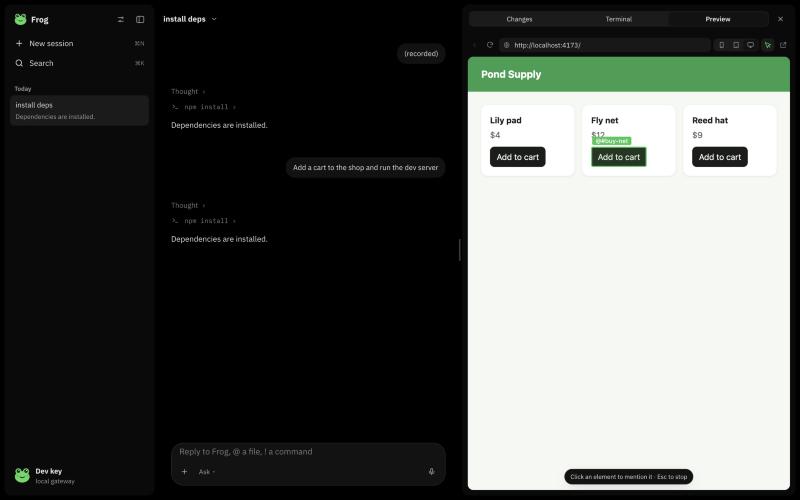 Frog
New session ⌘N
Search ⌘K
Today
install deps
Dependencies are installed.
Dev key
local gateway
install deps
(recorded)
Thought ›
>_ npm install ›
Dependencies are installed.
Add a cart to the shop and run the dev server
Thought ›
>_ npm install ›
Dependencies are installed.
Reply to Frog, @ a file, ! a command
Ask
Changes Terminal Preview
http://localhost:4173/
Pond Supply
Lily pad
$4
Add to cart
Fly net
$12
@#buy-net
Add to cart
Reed hat
$9
Add to cart
Click an element to mention it · Esc to stop